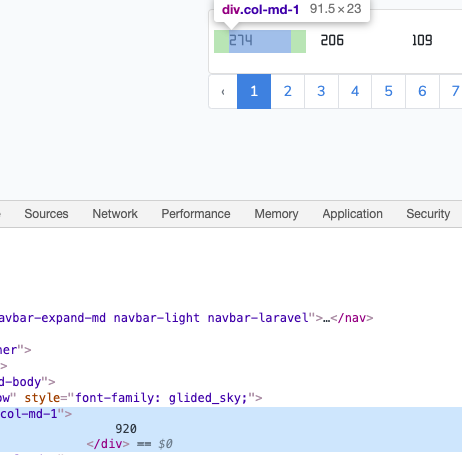 div.col-md-1 91.5×23
274 206 109
‹ 1 2 3 4 5 6 7
Sources Network Performance Memory Application Security
avbar-expand-md navbar-light navbar-laravel">…</nav>
ner">
>
d-body">
ow" style="font-family: glided_sky;">
col-md-1">
920
</div> == $0